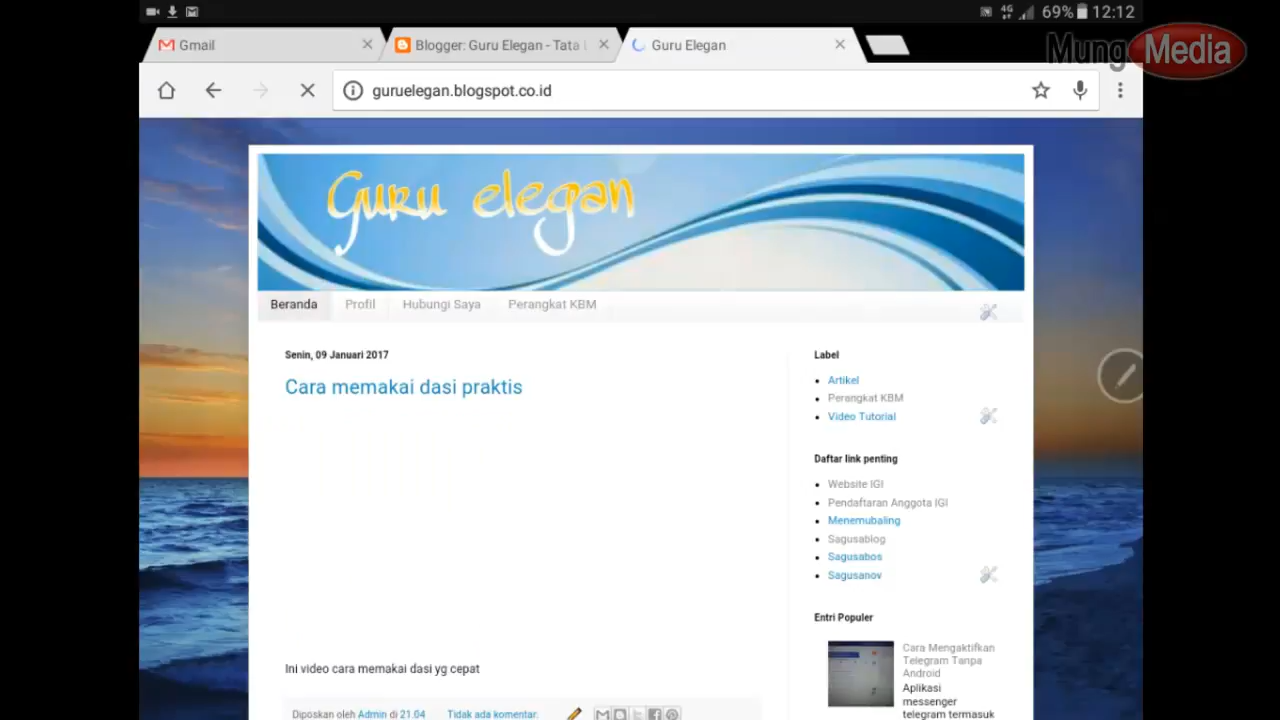 4G 69% 12:12
MungMedia
Gmail
Blogger: Guru Elegan - Tata
Guru Elegan
guruelegan.blogspot.co.id
Guru elegan
Beranda Profil Hubungi Saya Perangkat KBM
Senin, 09 Januari 2017
Cara memakai dasi praktis
Ini video cara memakai dasi yg cepat
Diposkan oleh Admin di 21.04 Tidak ada komentar:
Label
Artikel
Perangkat KBM
Video Tutorial
Daftar link penting
Website IGI
Pendaftaran Anggota IGI
Menemubaling
Sagusablog
Sagusabos
Sagusanov
Entri Populer
Cara Mengaktifkan
Telegram Tanpa
Android
Aplikasi
messenger
telegram termasuk